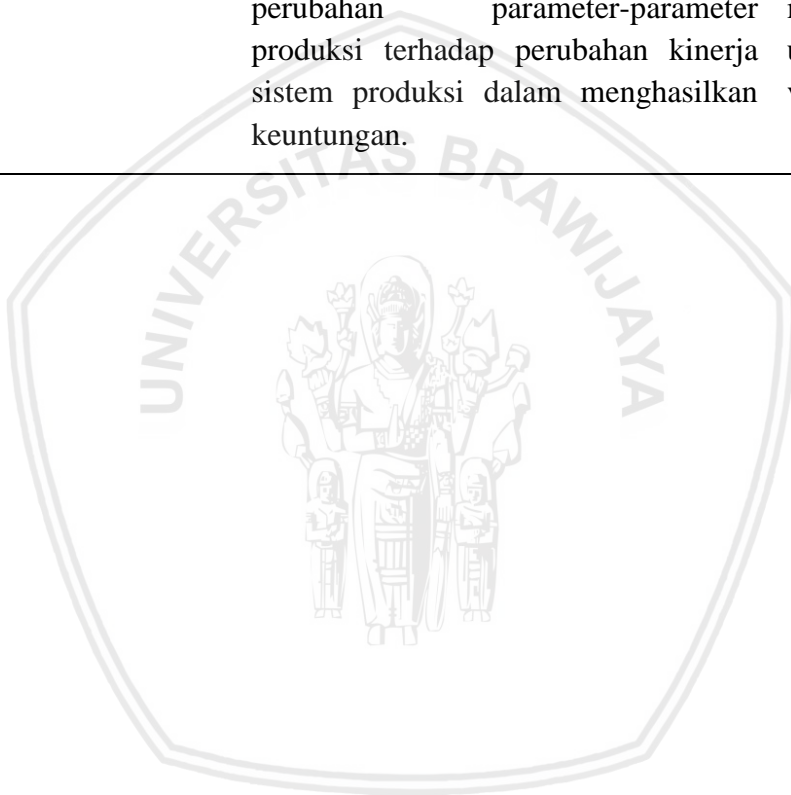 perubahan parameter-parameter
produksi terhadap perubahan kinerja
sistem produksi dalam menghasilkan
keuntungan.
UNIVERSITAS BRAWIJAYA